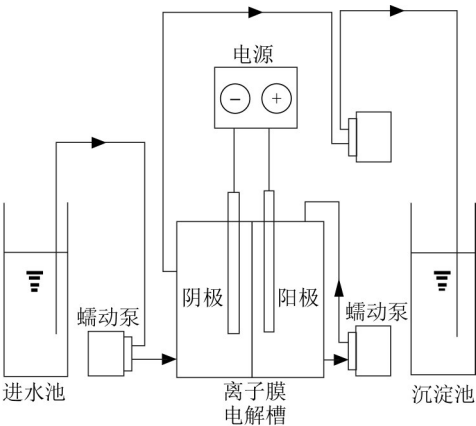 电源
− +
阴极 阳极
蠕动泵 蠕动泵
进水池 离子膜 沉淀池
电解槽